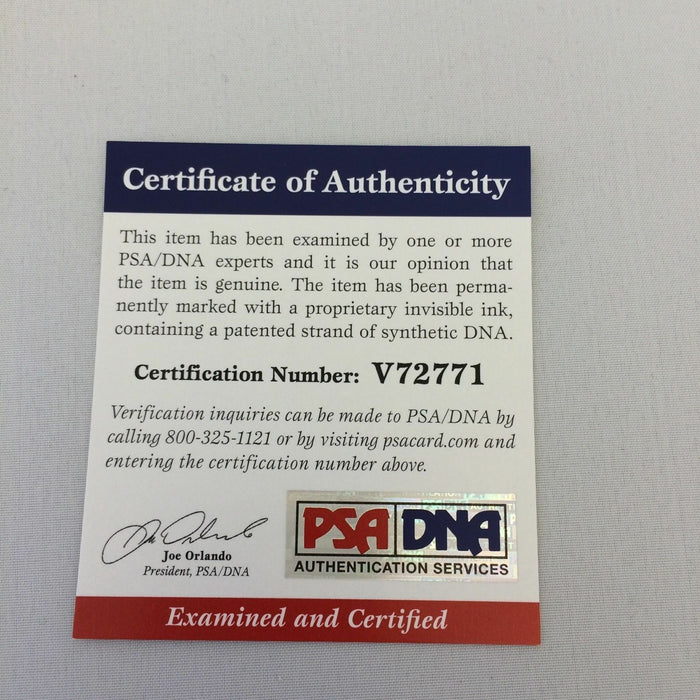 Certificate of Authenticity
This item has been examined by one or more
PSA/DNA experts and it is our opinion that
the item is genuine. The item has been perma-
nently marked with a proprietary invisible ink,
containing a patented strand of synthetic DNA.
Certification Number: V72771
Verification inquiries can be made to PSA/DNA by
calling 800-325-1121 or by visiting psacard.com and
entering the certification number above.
Joe Orlando
President, PSA/DNA
PSA DNA
AUTHENTICATION SERVICES
Examined and Certified